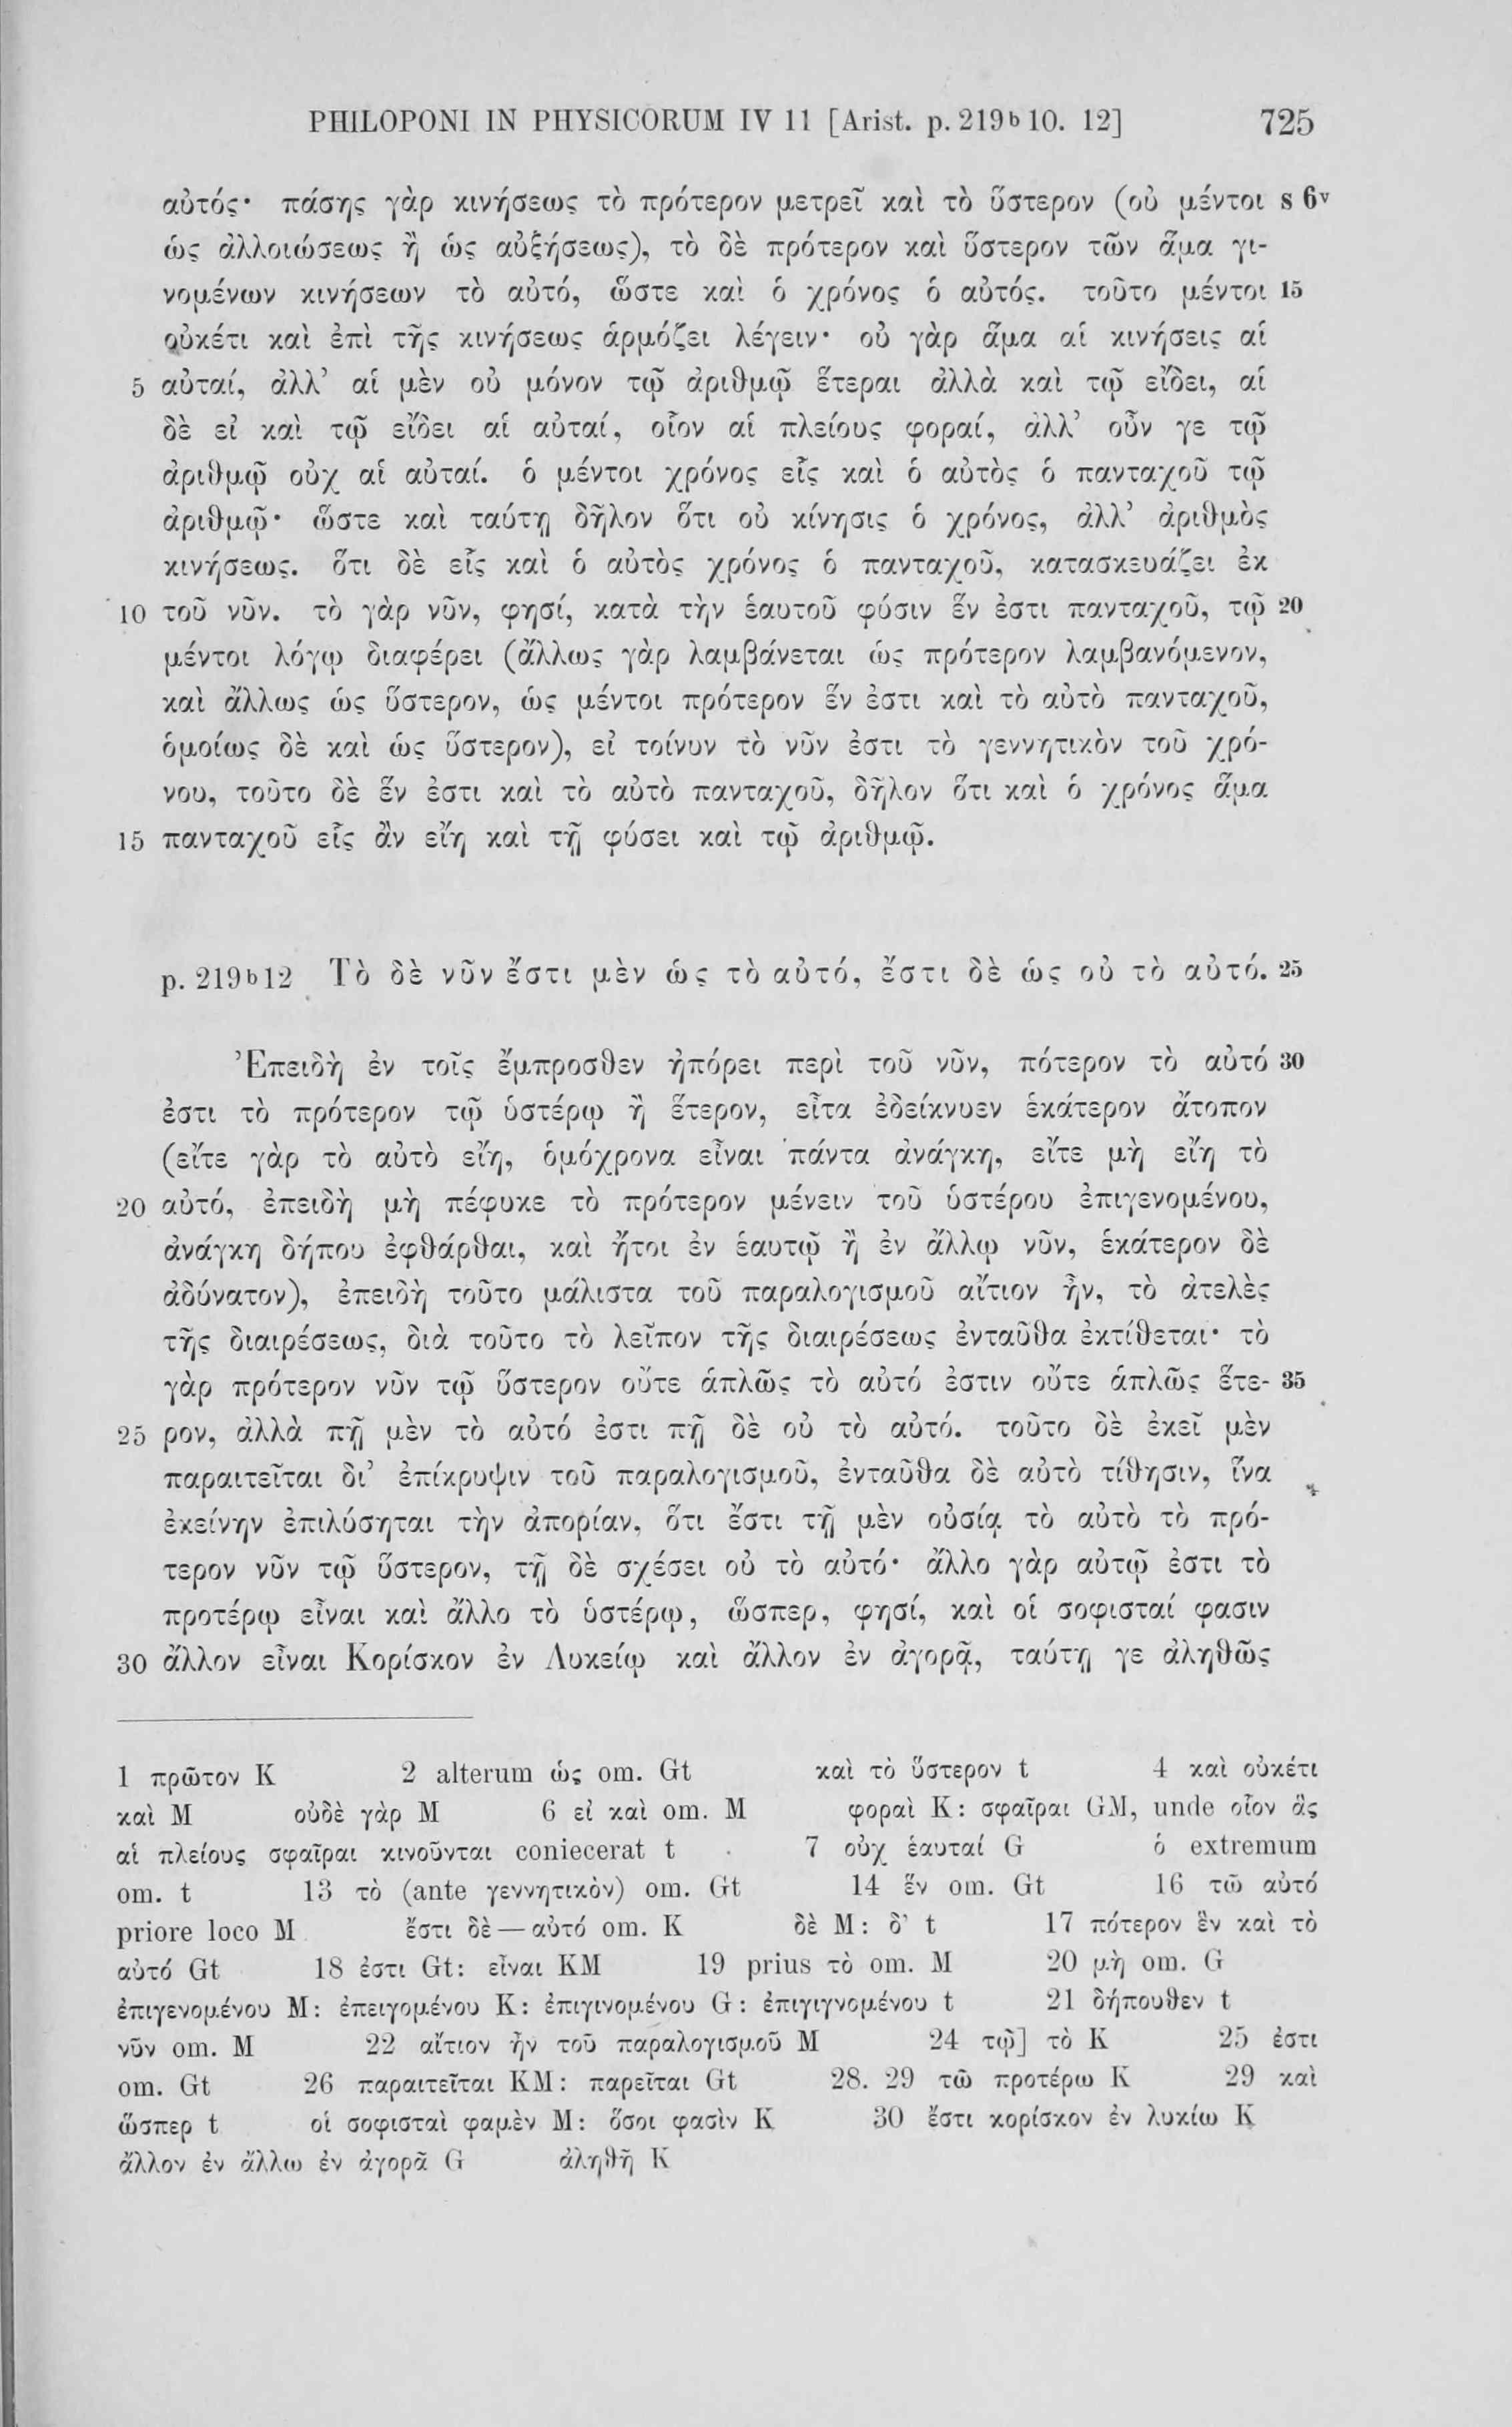 PHILOPONI IN PHYSICORUM IV 11 [Arist. p. 219ᵇ 10. 12] 725
αὐτός· πάσης γὰρ κινήσεως τὸ πρότερον μετρεῖ καὶ τὸ ὕστερον (οὐ μέντοι s 6ᵛ
ὡς ἀλλοιώσεως ἢ ὡς αὐξήσεως), τὸ δὲ πρότερον καὶ ὕστερον τῶν ἅμα γι-
νομένων κινήσεων τὸ αὐτό, ὥστε καὶ ὁ χρόνος ὁ αὐτός. τοῦτο μέντοι 15
οὐκέτι καὶ ἐπὶ τῆς κινήσεως ἁρμόζει λέγειν· οὐ γὰρ ἅμα αἱ κινήσεις αἱ
5 αὐταί, ἀλλ’ αἱ μὲν οὐ μόνον τῷ ἀριθμῷ ἕτεραι ἀλλὰ καὶ τῷ εἴδει, αἱ
δὲ εἰ καὶ τῷ εἴδει αἱ αὐταί, οἷον αἱ πλείους φοραί, ἀλλ’ οὖν γε τῷ
ἀριθμῷ οὐχ αἱ αὐταί. ὁ μέντοι χρόνος εἷς καὶ ὁ αὐτὸς ὁ πανταχοῦ τῷ
ἀριθμῷ· ὥστε καὶ ταύτῃ δῆλον ὅτι οὐ κίνησις ὁ χρόνος, ἀλλ’ ἀριθμὸς
κινήσεως. ὅτι δὲ εἷς καὶ ὁ αὐτὸς χρόνος ὁ πανταχοῦ, κατασκευάζει ἐκ
10 τοῦ νῦν. τὸ γὰρ νῦν, φησί, κατὰ τὴν ἑαυτοῦ φύσιν ἕν ἐστι πανταχοῦ, τῷ 20
μέντοι λόγῳ διαφέρει (ἄλλως γὰρ λαμβάνεται ὡς πρότερον λαμβανόμενον,
καὶ ἄλλως ὡς ὕστερον, ὡς μέντοι πρότερον ἕν ἐστι καὶ τὸ αὐτὸ πανταχοῦ,
ὁμοίως δὲ καὶ ὡς ὕστερον), εἰ τοίνυν τὸ νῦν ἐστι τὸ γεννητικὸν τοῦ χρό-
νου, τοῦτο δὲ ἕν ἐστι καὶ τὸ αὐτὸ πανταχοῦ, δῆλον ὅτι καὶ ὁ χρόνος ἅμα
15 πανταχοῦ εἷς ἂν εἴη καὶ τῇ φύσει καὶ τῷ ἀριθμῷ.
p. 219ᵇ12 Τὸ δὲ νῦν ἔστι μὲν ὡς τὸ αὐτό, ἔστι δὲ ὡς οὐ τὸ αὐτό. 25
Ἐπειδὴ ἐν τοῖς ἔμπροσθεν ἠπόρει περὶ τοῦ νῦν, πότερον τὸ αὐτό 30
ἐστι τὸ πρότερον τῷ ὑστέρῳ ἢ ἕτερον, εἶτα ἐδείκνυεν ἑκάτερον ἄτοπον
(εἴτε γὰρ τὸ αὐτὸ εἴη, ὁμόχρονα εἶναι πάντα ἀνάγκη, εἴτε μὴ εἴη τὸ
20 αὐτό, ἐπειδὴ μὴ πέφυκε τὸ πρότερον μένειν τοῦ ὑστέρου ἐπιγενομένου,
ἀνάγκη δήπου ἐφθάρθαι, καὶ ἤτοι ἐν ἑαυτῷ ἢ ἐν ἄλλῳ νῦν, ἑκάτερον δὲ
ἀδύνατον), ἐπειδὴ τοῦτο μάλιστα τοῦ παραλογισμοῦ αἴτιον ἦν, τὸ ἀτελὲς
τῆς διαιρέσεως, διὰ τοῦτο τὸ λεῖπον τῆς διαιρέσεως ἐνταῦθα ἐκτίθεται· τὸ
γὰρ πρότερον νῦν τῷ ὕστερον οὔτε ἁπλῶς τὸ αὐτό ἐστιν οὔτε ἁπλῶς ἕτε- 35
25 ρον, ἀλλὰ πῇ μὲν τὸ αὐτό ἐστι πῇ δὲ οὐ τὸ αὐτό. τοῦτο δὲ ἐκεῖ μὲν
παραιτεῖται δι’ ἐπίκρυψιν τοῦ παραλογισμοῦ, ἐνταῦθα δὲ αὐτὸ τίθησιν, ἵνα
ἐκείνην ἐπιλύσηται τὴν ἀπορίαν, ὅτι ἔστι τῇ μὲν οὐσίᾳ τὸ αὐτὸ τὸ πρό-
τερον νῦν τῷ ὕστερον, τῇ δὲ σχέσει οὐ τὸ αὐτό· ἄλλο γὰρ αὐτῷ ἐστι τὸ
προτέρῳ εἶναι καὶ ἄλλο τὸ ὑστέρῳ, ὥσπερ, φησί, καὶ οἱ σοφισταί φασιν
30 ἄλλον εἶναι Κορίσκον ἐν Λυκείῳ καὶ ἄλλον ἐν ἀγορᾷ, ταύτῃ γε ἀληθῶς
1 πρῶτον K 2 alterum ὡς om. Gt καὶ τὸ ὕστερον t 4 καὶ οὐκέτι
καὶ M οὐδὲ γὰρ M 6 εἰ καὶ om. M φοραὶ K: σφαῖραι GM, unde οἷον ἃς
αἱ πλείους σφαῖραι κινοῦνται coniecerat t 7 οὐχ ἑαυταί G ὁ extremum
om. t 13 τὸ (ante γεννητικὸν) om. Gt 14 ἕν om. Gt 16 τῶ αὐτό
priore loco M ἔστι δὲ — αὐτό om. K δὲ M: δ’ t 17 πότερον ἓν καὶ τὸ
αὐτό Gt 18 ἐστι Gt: εἶναι KM 19 prius τὸ om. M 20 μὴ om. G
ἐπιγενομένου M: ἐπειγομένου K: ἐπιγινομένου G: ἐπιγιγνομένου t 21 δήπουθεν t
νῦν om. M 22 αἴτιον ἦν τοῦ παραλογισμοῦ M 24 τῷ] τὸ K 25 ἐστι
om. Gt 26 παραιτεῖται KM: παρεῖται Gt 28. 29 τῶ προτέρω K 29 καὶ
ὥσπερ t οἱ σοφισταὶ φαμὲν M: ὅσοι φασὶν K 30 ἔστι κορίσκον ἐν λυκίω K
ἄλλον ἐν ἄλλω ἐν ἀγορᾶ G ἀληθῆ K